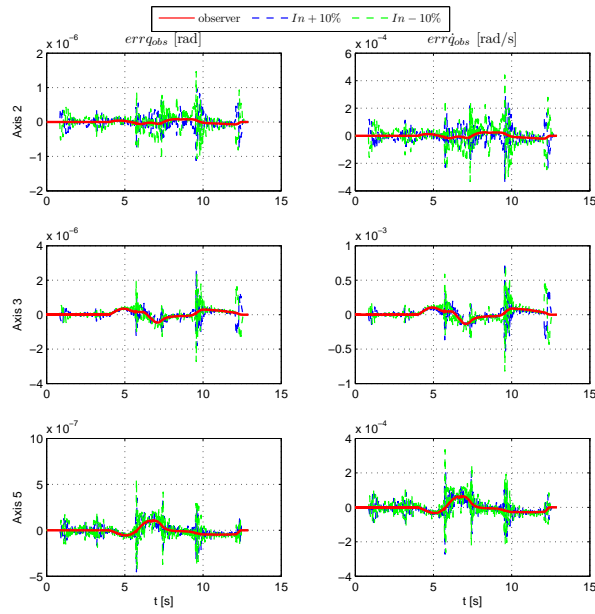 observer In + 10% In − 10%
errq_obs [rad]
errq̇_obs [rad/s]
x 10^-6
2
1
0
−1
−2
0 5 10 15
Axis 2
x 10^-4
6
4
2
0
−2
−4
0 5 10 15
x 10^-6
4
2
0
−2
−4
0 5 10 15
Axis 3
x 10^-3
1
0.5
0
−0.5
−1
0 5 10 15
x 10^-7
10
5
0
−5
0 5 10 15
Axis 5
t [s]
x 10^-4
4
2
0
−2
−4
0 5 10 15
t [s]